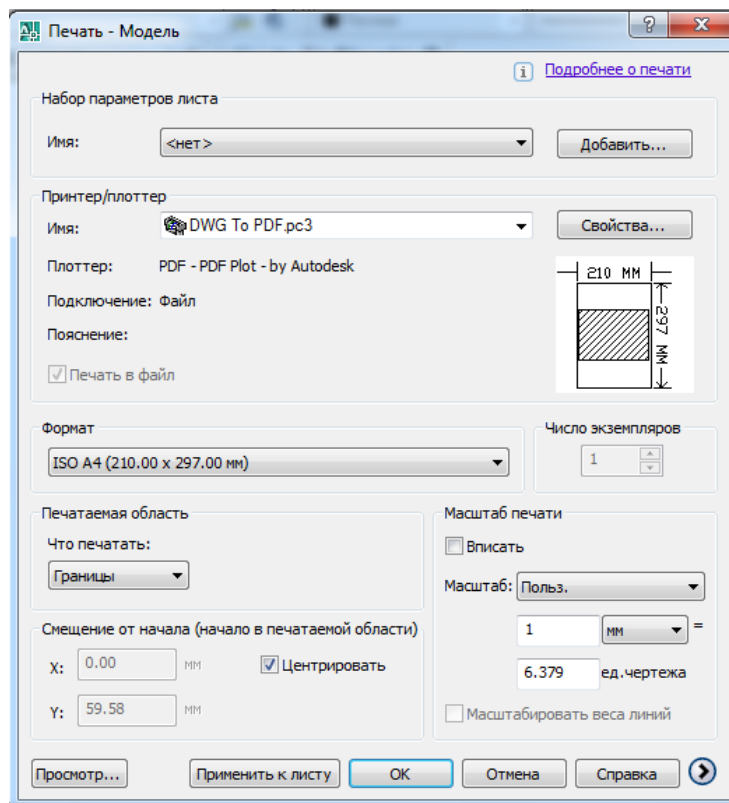 Печать - Модель
Подробнее о печати
Набор параметров листа
Имя: <нет> Добавить...
Принтер/плоттер
Имя: DWG To PDF.pc3 Свойства...
Плоттер: PDF - PDF Plot - by Autodesk
Подключение: Файл
Пояснение:
Печать в файл
210 MM
297 MM
Формат
ISO A4 (210.00 x 297.00 мм)
Число экземпляров
1
Печатаемая область
Что печатать:
Границы
Смещение от начала (начало в печатаемой области)
X: 0.00 мм Центрировать
Y: 59.58 мм
Масштаб печати
Вписать
Масштаб: Польз.
1 мм =
6.379 ед.чертежа
Масштабировать веса линий
Просмотр... Применить к листу ОК Отмена Справка